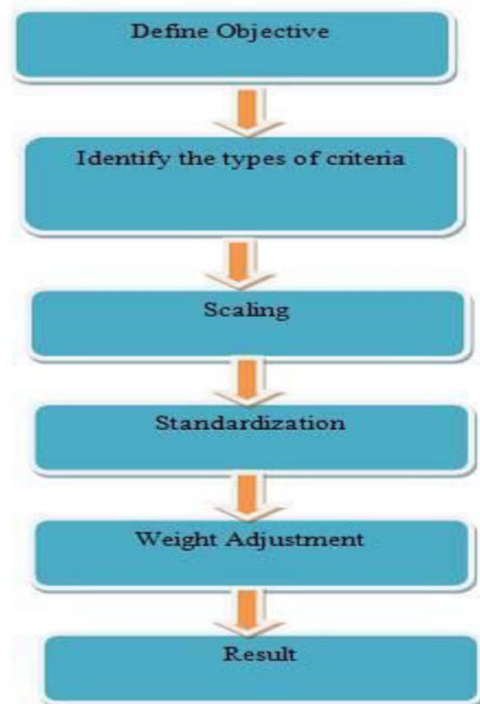 Define Objective
Identify the types of criteria
Scaling
Standardization
Weight Adjustment
Result